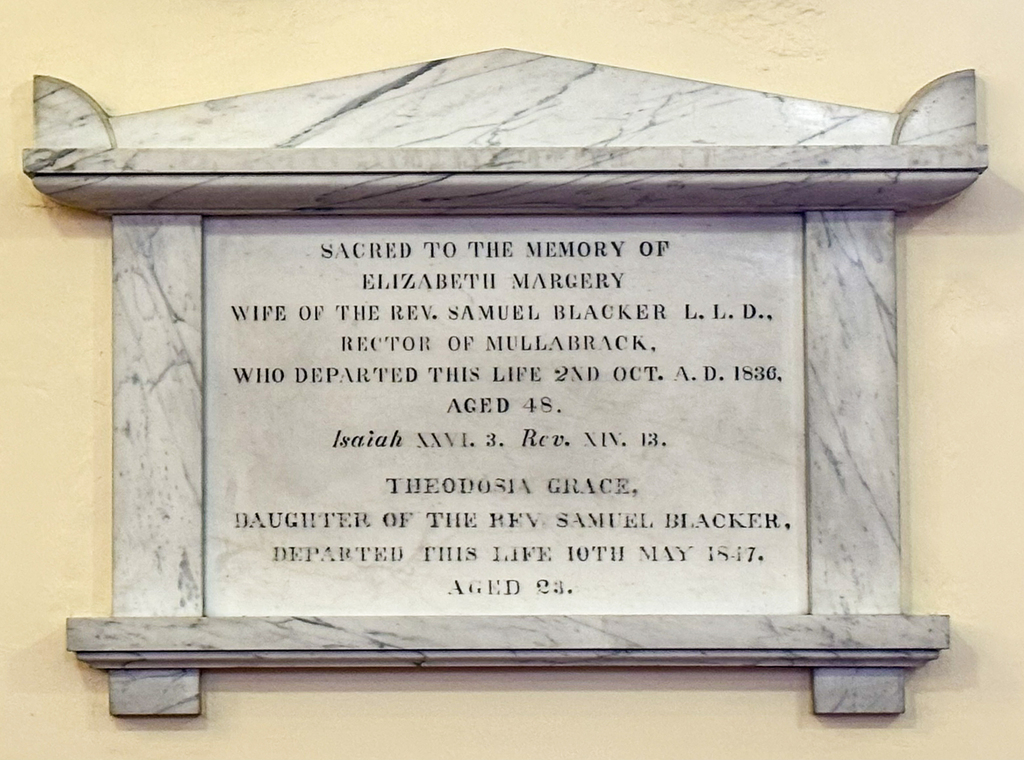 SACRED TO THE MEMORY OF
ELIZABETH MARGERY
WIFE OF THE REV. SAMUEL BLACKER L. L. D.,
RECTOR OF MULLABRACK,
WHO DEPARTED THIS LIFE 2ND OCT. A. D. 1836,
AGED 48.
Isaiah XXVI. 3. Rev. XIV. 13.
THEODOSIA GRACE,
DAUGHTER OF THE REV. SAMUEL BLACKER,
DEPARTED THIS LIFE 10TH MAY 1847.
AGED 23.